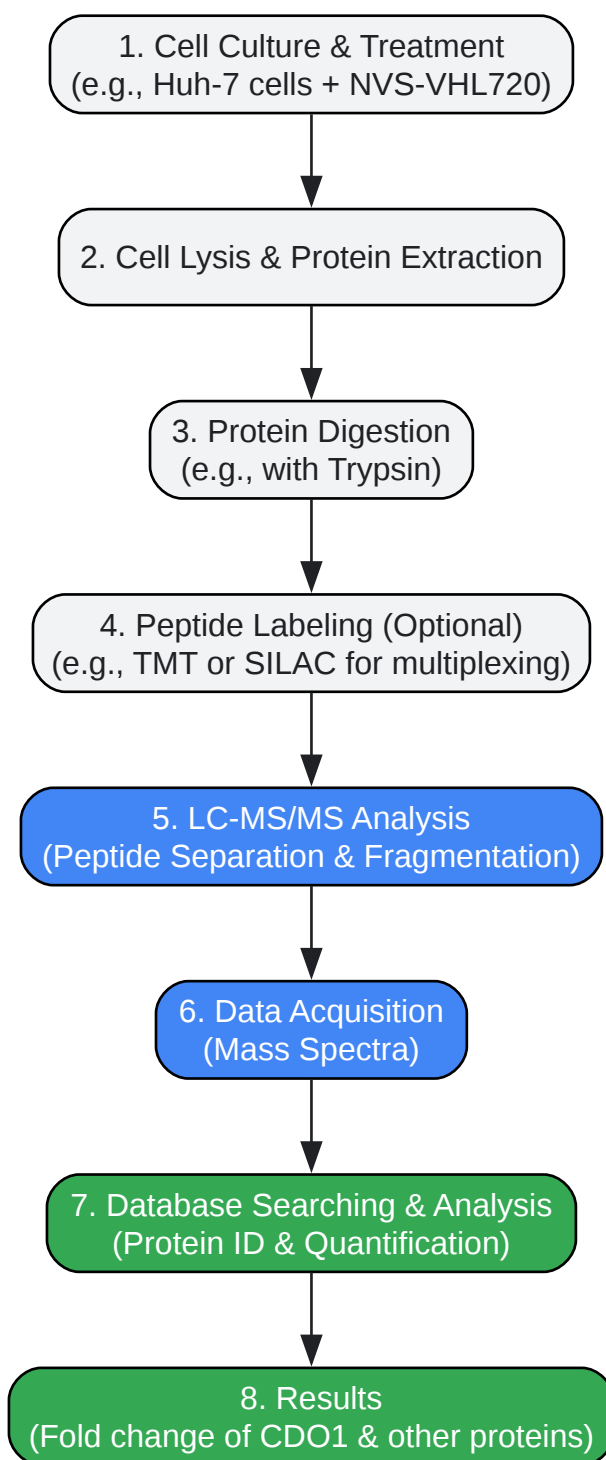 1. Cell Culture & Treatment
(e.g., Huh-7 cells + NVS-VHL720)
2. Cell Lysis & Protein Extraction
3. Protein Digestion
(e.g., with Trypsin)
4. Peptide Labeling (Optional)
(e.g., TMT or SILAC for multiplexing)
5. LC-MS/MS Analysis
(Peptide Separation & Fragmentation)
6. Data Acquisition
(Mass Spectra)
7. Database Searching & Analysis
(Protein ID & Quantification)
8. Results
(Fold change of CDO1 & other proteins)